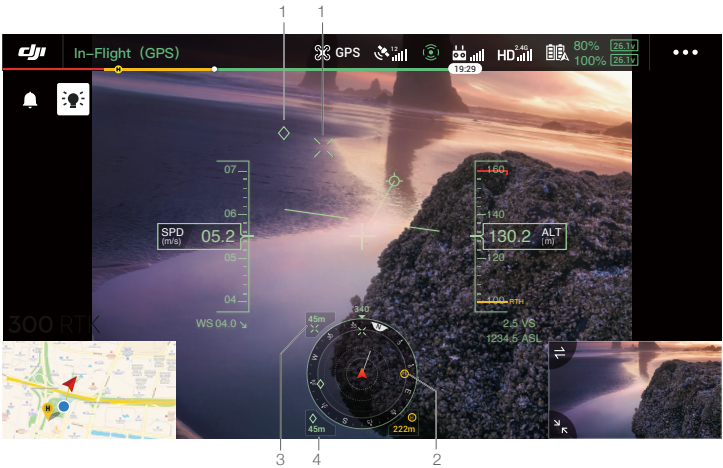 1 1
dji In-Flight (GPS) GPS 12 HD 2.4G 80% 26.1v
100% 26.1v
H 19:29
07 160
06 140
SPD
(m/s) 05.2 130.2 ALT
(m)
05 120
04 100 RTH
300 RTK
WS 04.0 45m 340 2.5 VS
1234.5 ASL
N
W E
S
H
45m 222m
3 4 2